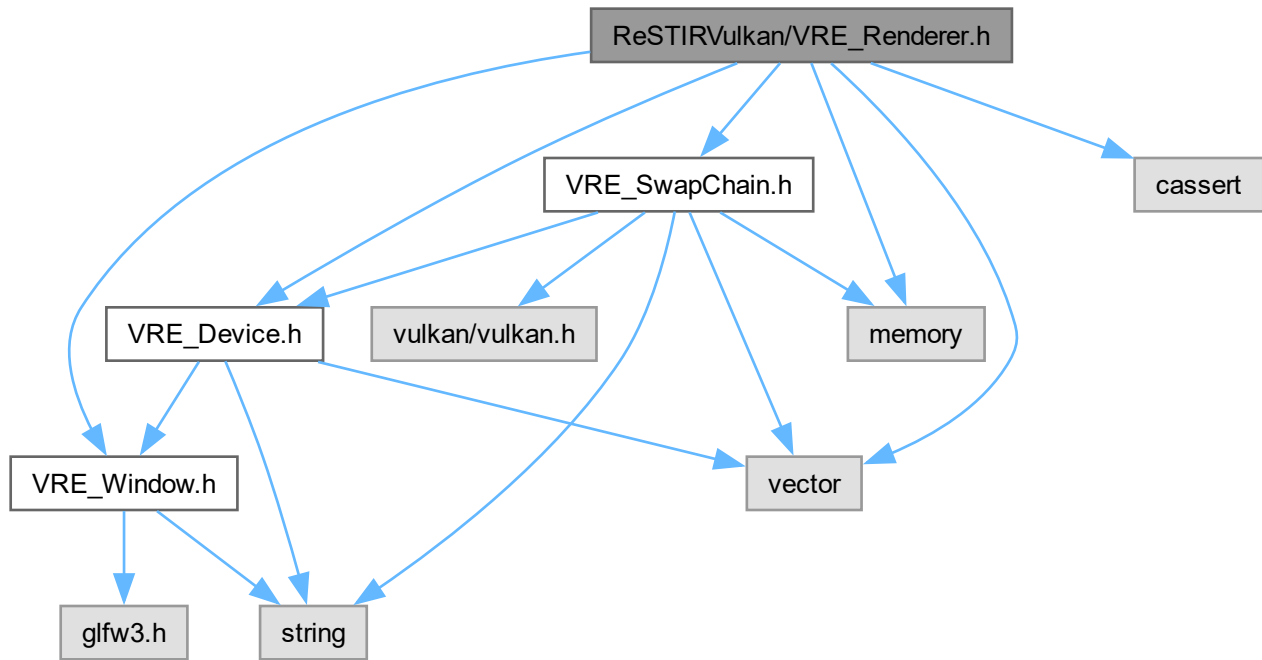 ReSTIRVulkan/VRE_Renderer.h
VRE_SwapChain.h
cassert
VRE_Device.h
vulkan/vulkan.h
memory
VRE_Window.h
vector
glfw3.h
string